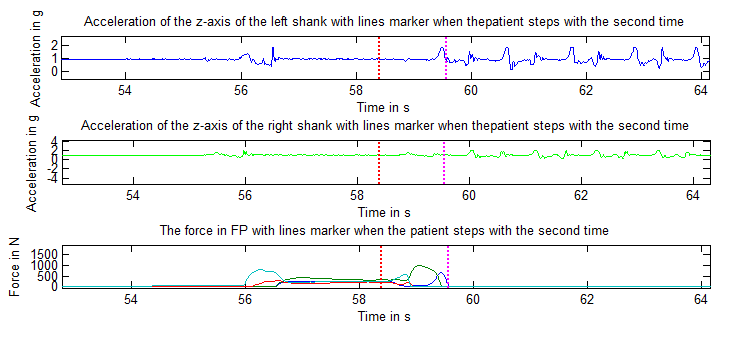 Acceleration of the z-axis of the left shank with lines marker when thepatient steps with the second time
Acceleration in g
2
1
0
54 56 58 60 62 64
Time in s
Acceleration of the z-axis of the right shank with lines marker when thepatient steps with the second time
Acceleration in g
4
2
0
-2
-4
54 56 58 60 62 64
Time in s
The force in FP with lines marker when the patient steps with the second time
Force in N
1500
1000
500
0
54 56 58 60 62 64
Time in s